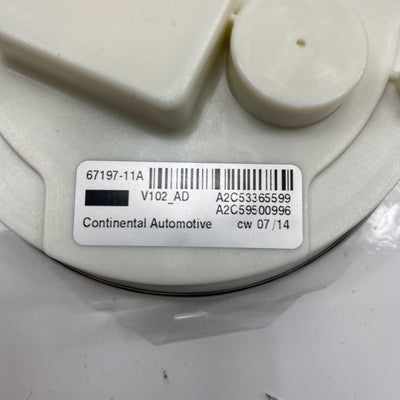 67197-11A
V102_AD A2C53365599
A2C59500996
Continental Automotive cw 07/14